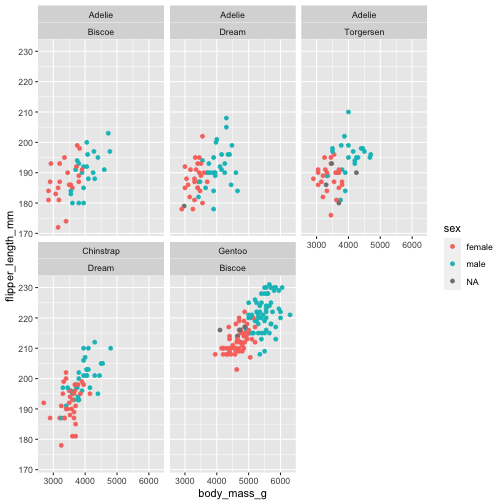 Adelie
Adelie
Adelie
Biscoe
Dream
Torgersen
230
220
210
200
190
180
170
3000
4000
5000
6000
Chinstrap
Gentoo
Dream
Biscoe
230
220
210
200
190
180
170
3000
4000
5000
6000
3000
4000
5000
6000
flipper_length_mm
body_mass_g
sex
female
male
NA